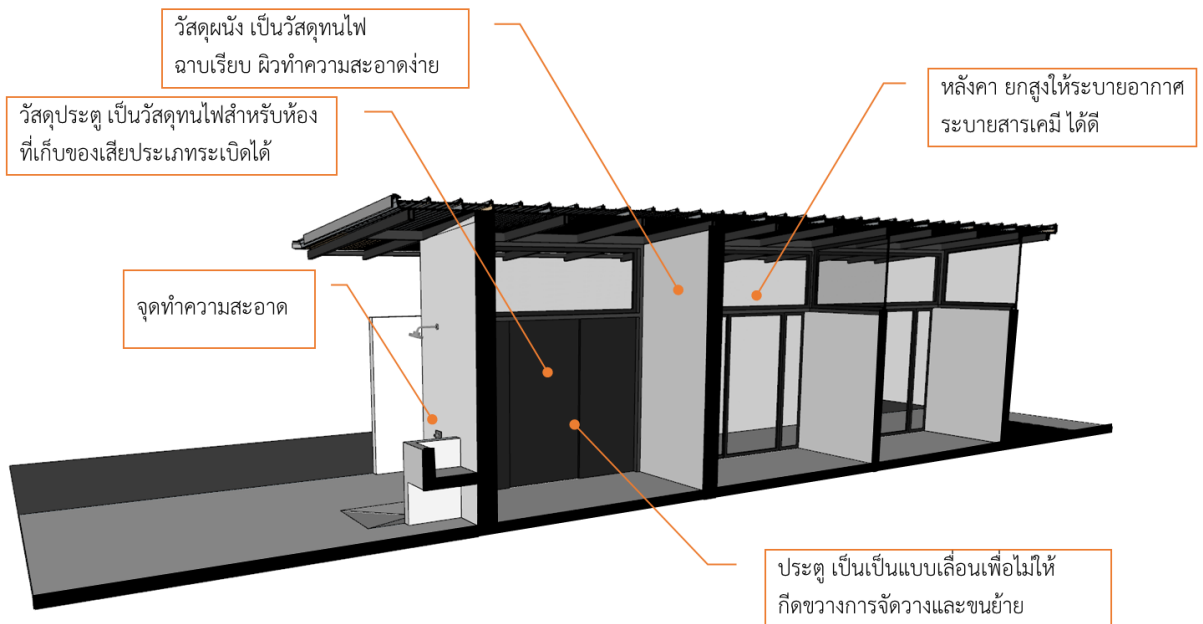 วัสดุผนัง เป็นวัสดุทนไฟ
ฉาบเรียบ ผิวทำความสะอาดง่าย
หลังคา ยกสูงให้ระบายอากาศ
ระบายสารเคมี ได้ดี
วัสดุประตู เป็นวัสดุทนไฟสำหรับห้อง
ที่เก็บของเสียประเภทระเบิดได้
จุดทำความสะอาด
ประตู เป็นเป็นแบบเลื่อนเพื่อไม่ให้
กีดขวางการจัดวางและขนย้าย